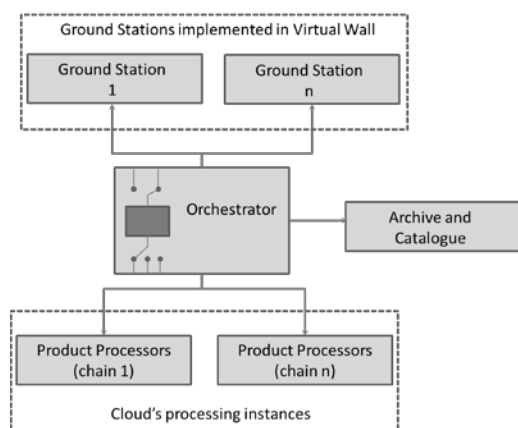 Ground Stations implemented in Virtual Wall
Ground Station
1
Ground Station
n
Orchestrator
Archive and
Catalogue
Product Processors
(chain 1)
Product Processors
(chain n)
Cloud's processing instances